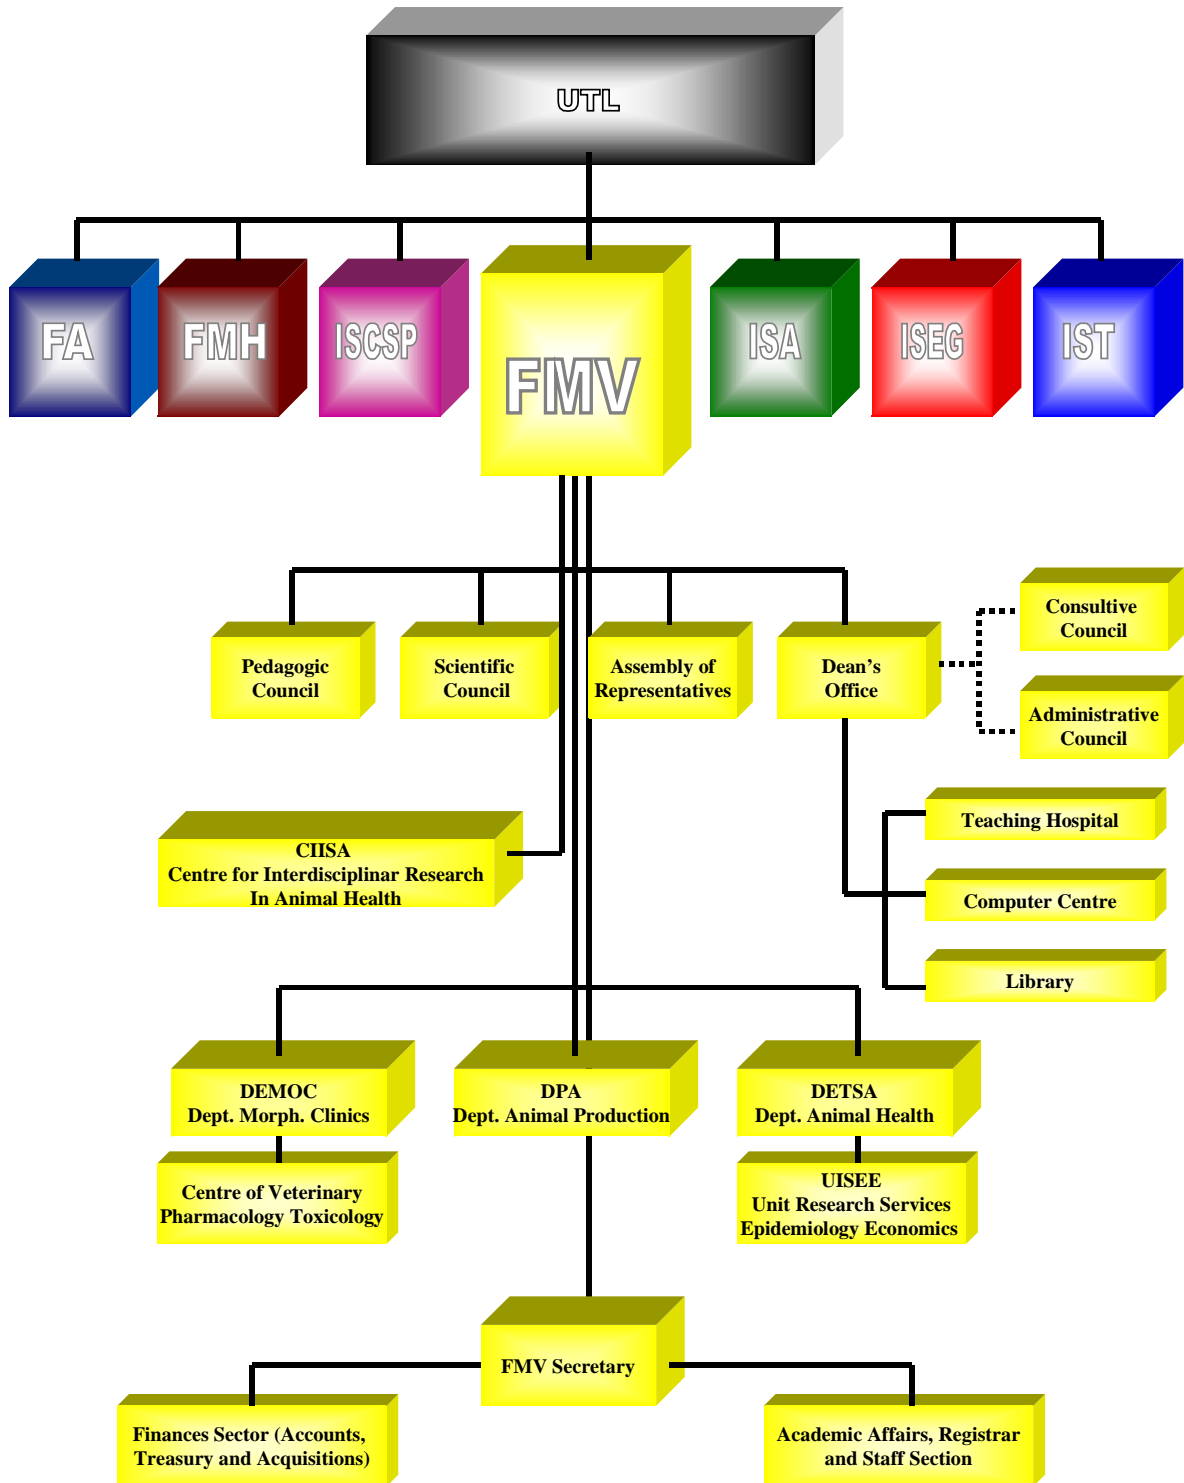 UTL
FA
FMH
ISCSP
FMV
ISA
ISEG
IST
Pedagogic
Council
Scientific
Council
Assembly of
Representatives
Dean's
Office
Consultive
Council
Administrative
Council
CIISA
Centre for Interdisciplinar Research
In Animal Health
Teaching Hospital
Computer Centre
Library
DEMOC
Dept. Morph. Clinics
DPA
Dept. Animal Production
DETSA
Dept. Animal Health
Centre of Veterinary
Pharmacology Toxicology
UISEE
Unit Research Services
Epidemiology Economics
FMV Secretary
Finances Sector (Accounts,
Treasury and Acquisitions)
Academic Affairs, Registrar
and Staff Section